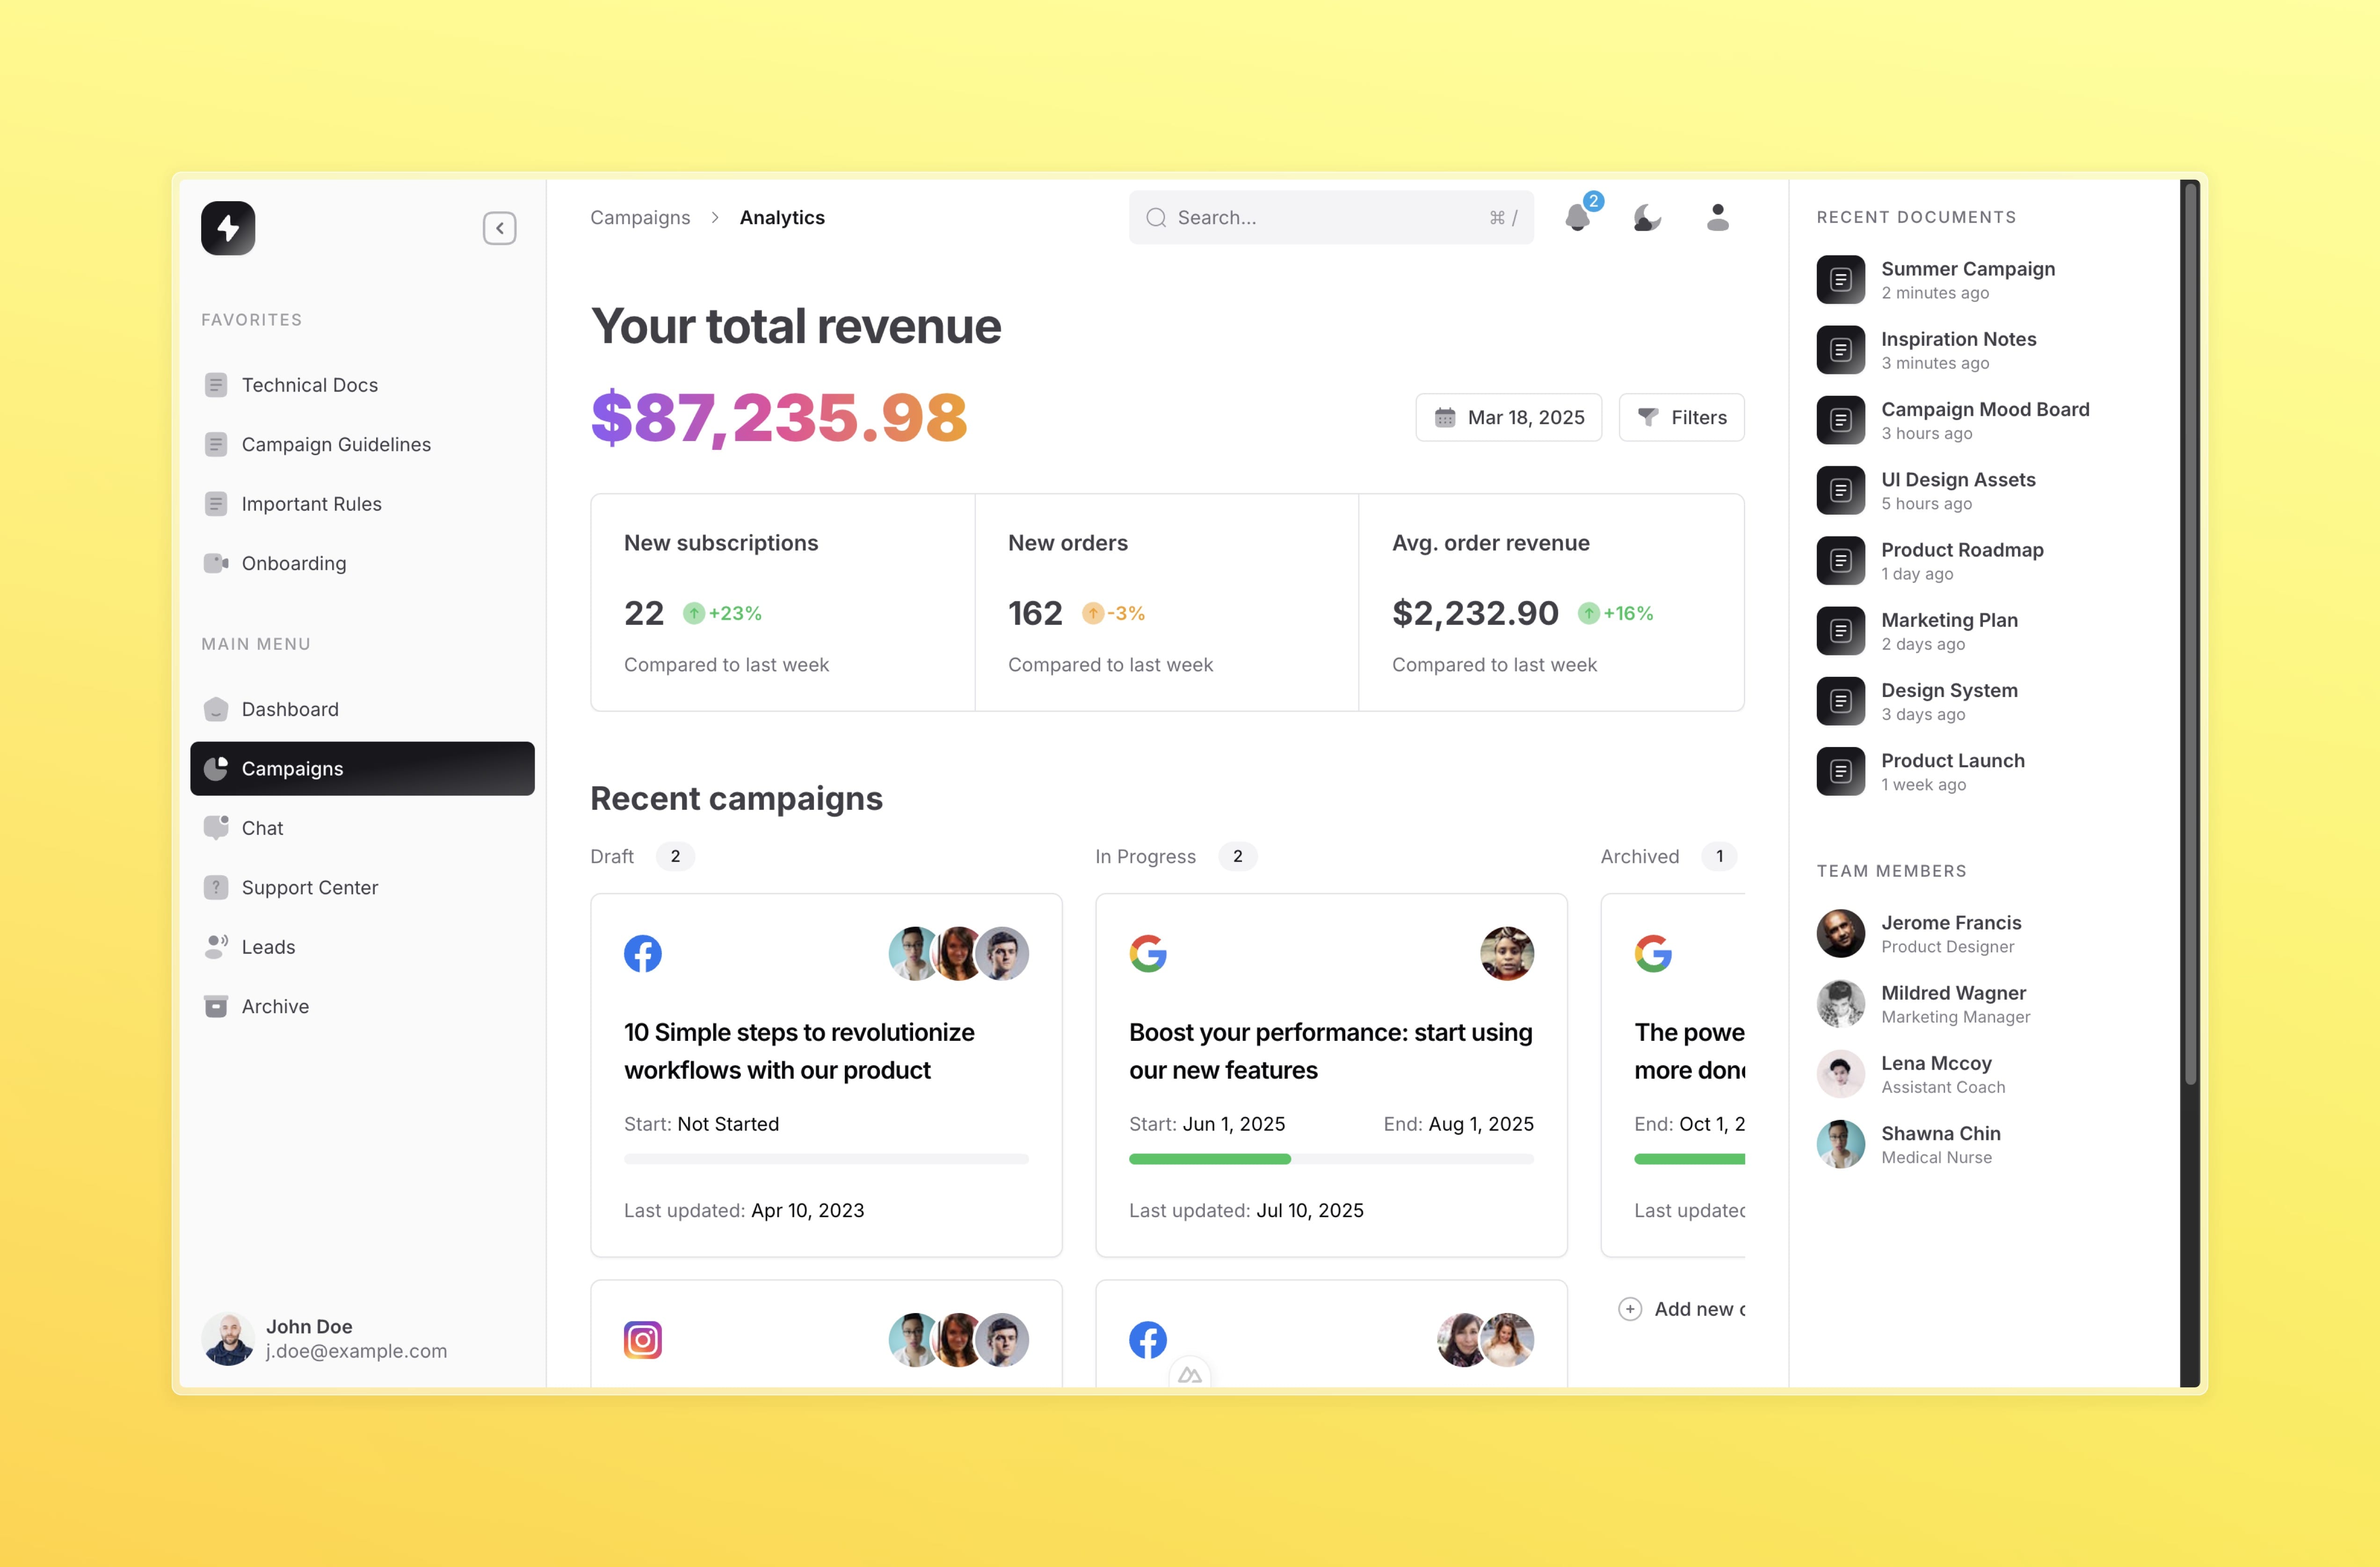 FAVORITES
Technical Docs
Campaign Guidelines
Important Rules
Onboarding
MAIN MENU
Dashboard
Campaigns
Chat
Support Center
Leads
Archive
John Doe
j.doe@example.com
Campaigns > Analytics
Search... ⌘ /
2
Your total revenue
$87,235.98
Mar 18, 2025
Filters
New subscriptions
22 +23%
Compared to last week
New orders
162 -3%
Compared to last week
Avg. order revenue
$2,232.90 +16%
Compared to last week
Recent campaigns
Draft 2
10 Simple steps to revolutionize
workflows with our product
Start: Not Started
Last updated: Apr 10, 2023
In Progress 2
Boost your performance: start using
our new features
Start: Jun 1, 2025 End: Aug 1, 2025
Last updated: Jul 10, 2025
Archived 1
The powe
more don
End: Oct 1, 2
Last update
Add new c
RECENT DOCUMENTS
Summer Campaign
2 minutes ago
Inspiration Notes
3 minutes ago
Campaign Mood Board
3 hours ago
UI Design Assets
5 hours ago
Product Roadmap
1 day ago
Marketing Plan
2 days ago
Design System
3 days ago
Product Launch
1 week ago
TEAM MEMBERS
Jerome Francis
Product Designer
Mildred Wagner
Marketing Manager
Lena Mccoy
Assistant Coach
Shawna Chin
Medical Nurse